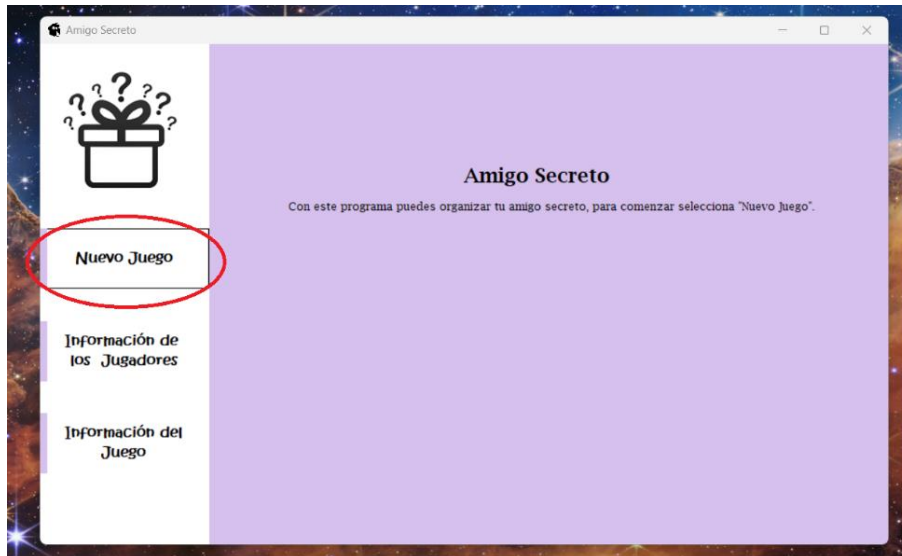 Amigo Secreto
? ? ? ? ? ? ?
Nuevo Juego
Información de
los Jugadores
Información del
Juego
Amigo Secreto
Con este programa puedes organizar tu amigo secreto, para comenzar selecciona "Nuevo Juego".